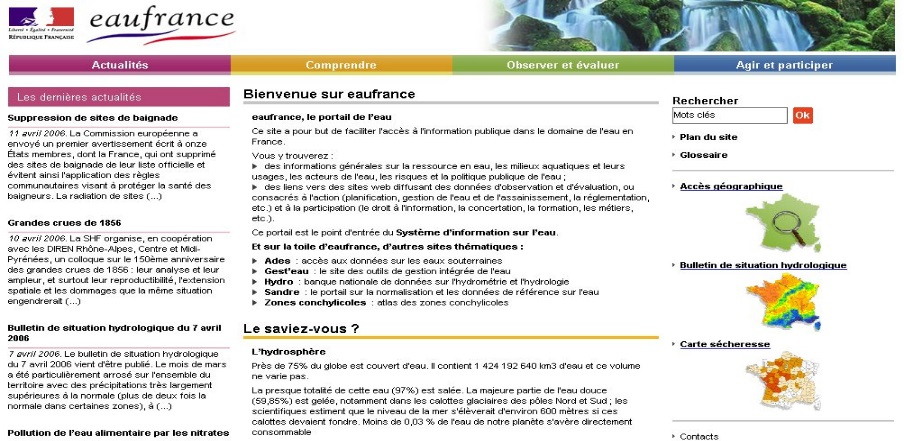 Liberté • Égalité • Fraternité
RÉPUBLIQUE FRANÇAISE
eaufrance
Actualités
Comprendre
Observer et évaluer
Agir et participer
Les dernières actualités
Suppression de sites de baignade
11 avril 2006. La Commission européenne a
envoyé un premier avertissement écrit à onze
États membres, dont la France, qui ont supprimé
des sites de baignade de leur liste officielle et
évitent ainsi l'application des règles
communautaires visant à protéger la santé des
baigneurs. La radiation de sites (...)
Grandes crues de 1856
10 avril 2006. La SHF organise, en coopération
avec les DIREN Rhône-Alpes, Centre et Midi-
Pyrénées, un colloque sur le 150ème anniversaire
des grandes crues de 1856 : leur analyse et leur
ampleur, et surtout leur reproductibilité, l'extension
spatiale et les dommages que la même situation
engendrerait (...)
Bulletin de situation hydrologique du 7 avril
2006
7 avril 2006. Le bulletin de situation hydrologique
du 7 avril 2006 vient d'être publié. Le mois de mars
a été particulièrement arrosé sur l'ensemble du
territoire avec des précipitations très largement
supérieures à la normale (plus de deux fois la
normale dans certaines zones), à (...)
Pollution de l'eau alimentaire par les nitrates
Bienvenue sur eaufrance
eaufrance, le portail de l'eau
Ce site a pour but de faciliter l'accès à l'information publique dans le domaine de l'eau en
France.
Vous y trouverez :
des informations générales sur la ressource en eau, les milieux aquatiques et leurs
usages, les acteurs de l'eau, les risques et la politique publique de l'eau ;
des liens vers des sites web diffusant des données d'observation et d'évaluation, ou
consacrés à l'action (planification, gestion de l'eau et de l'assainissement, la réglementation,
etc.) et à la participation (le droit à l'information, la concertation, la formation, les métiers,
etc.).
Ce portail est le point d'entrée du Système d'information sur l'eau.
Et sur la toile d'eaufrance, d'autres sites thématiques :
Ades : accès aux données sur les eaux souterraines
Gest'eau : le site des outils de gestion intégrée de l'eau
Hydro : banque nationale de données sur l'hydrométrie et l'hydrologie
Sandre : le portail sur la normalisation et les données de référence sur l'eau
Zones conchylicoles : atlas des zones conchylicoles
Le saviez-vous ?
L'hydrosphère
Près de 75% du globe est couvert d'eau. Il contient 1 424 192 640 km3 d'eau et ce volume
ne varie pas.
La presque totalité de cette eau (97%) est salée. La majeure partie de l'eau douce
(59,85%) est gelée, notamment dans les calottes glaciaires des pôles Nord et Sud ; les
scientifiques estiment que le niveau de la mer s'élèverait d'environ 600 mètres si ces
calottes devaient fondre. Moins de 0,03 % de l'eau de notre planète s'avère directement
consommable
Rechercher
Mots clés
Ok
Plan du site
Glossaire
Accès géographique
Bulletin de situation hydrologique
Carte sécheresse
Contacts